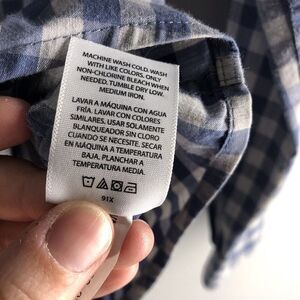 MACHINE WASH COLD. WASH
WITH LIKE COLORS. ONLY
NON-CHLORINE BLEACH WHEN
NEEDED. TUMBLE DRY LOW.
MEDIUM IRON.
LAVAR A MÁQUINA CON AGUA
FRÍA. LAVAR CON COLORES
SIMILARES. USAR SOLAMENTE
BLANQUEADOR SIN CLORO
CUANDO SE NECESITE. SECAR
EN MÁQUINA A TEMPERATURA
BAJA. PLANCHAR A
TEMPERATURA MEDIA.
91X